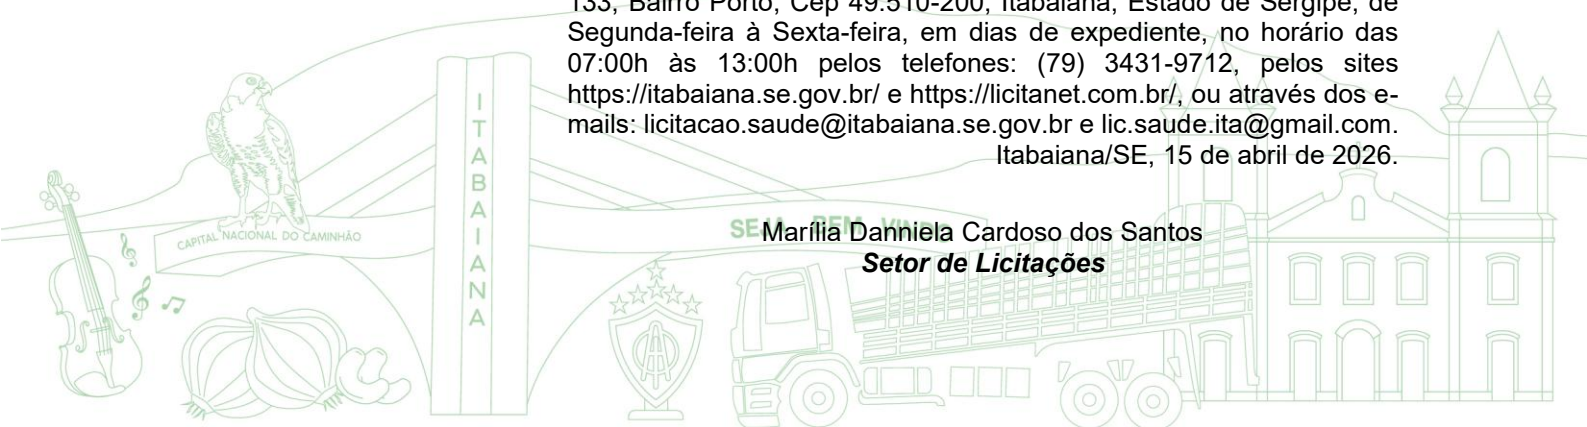 133, Bairro Porto, Cep 49.510-200, Itabaiana, Estado de Sergipe, de
Segunda-feira à Sexta-feira, em dias de expediente, no horário das
07:00h às 13:00h pelos telefones: (79) 3431-9712, pelos sites
https://itabaiana.se.gov.br/ e https://licitanet.com.br/, ou através dos e-
mails: licitacao.saude@itabaiana.se.gov.br e lic.saude.ita@gmail.com.
Itabaiana/SE, 15 de abril de 2026.
Marília Danniela Cardoso dos Santos
Setor de Licitações
ITABAIANA
CAPITAL NACIONAL DO CAMINHÃO
SEJA BEM VINDO